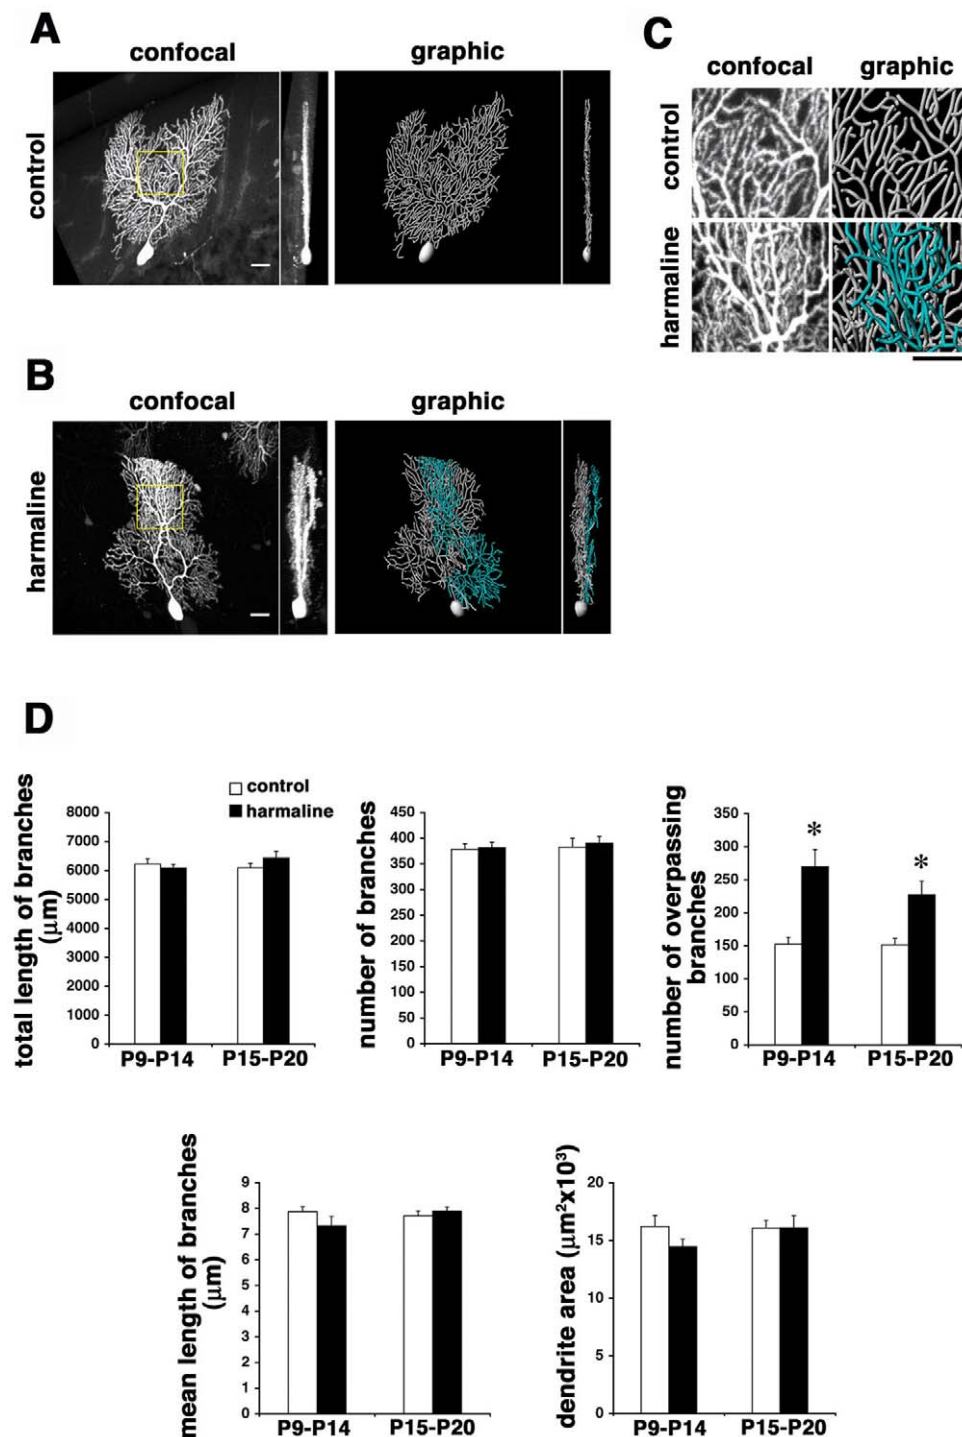 A
confocal
graphic
control
B
confocal
graphic
harmaline
C
confocal
graphic
control
harmaline
D
control
harmaline
total length of branches
(μm)
8000
7000
6000
5000
4000
3000
2000
1000
0
P9-P14
P15-P20
number of branches
450
400
350
300
250
200
150
100
50
0
P9-P14
P15-P20
number of overpassing
branches
350
300
250
200
150
100
50
0
*
*
P9-P14
P15-P20
mean length of branches
(μm)
9
8
7
6
5
4
3
2
1
0
P9-P14
P15-P20
dendrite area (μm²x10³)
20
15
10
5
0
P9-P14
P15-P20